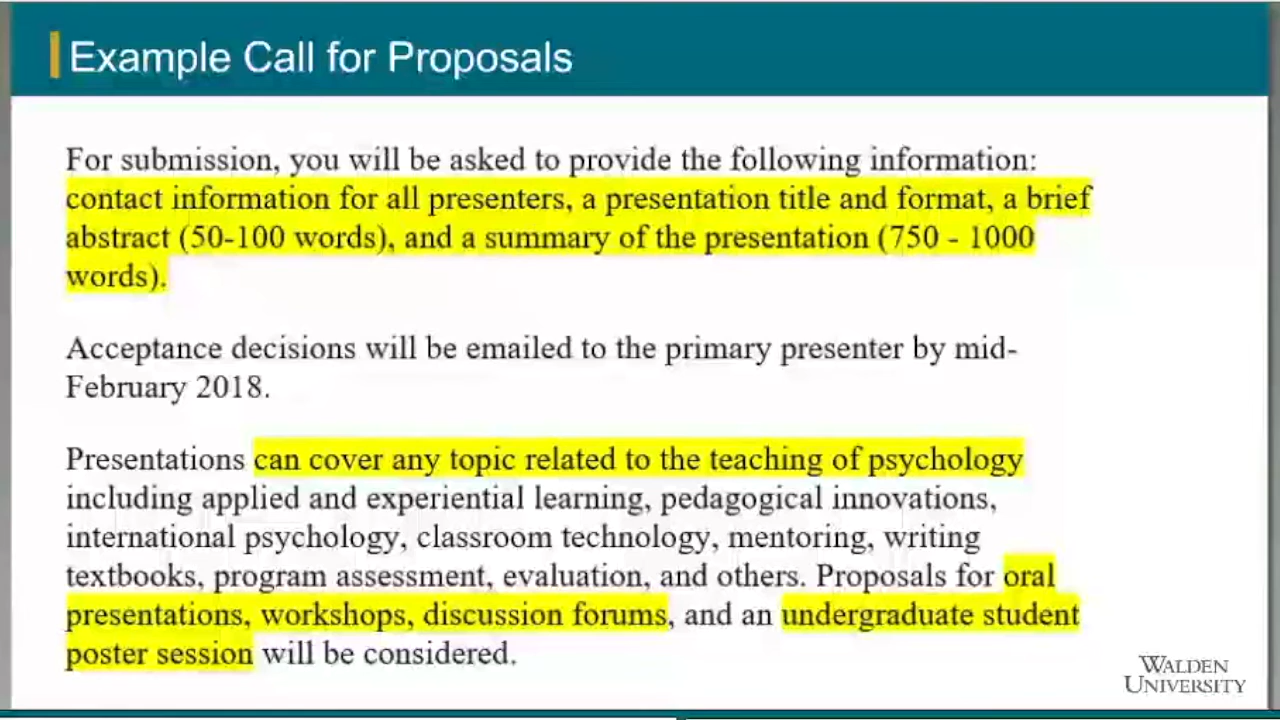 Example Call for Proposals
For submission, you will be asked to provide the following information:
contact information for all presenters, a presentation title and format, a brief
abstract (50-100 words), and a summary of the presentation (750 - 1000
words).
Acceptance decisions will be emailed to the primary presenter by mid-
February 2018.
Presentations can cover any topic related to the teaching of psychology
including applied and experiential learning, pedagogical innovations,
international psychology, classroom technology, mentoring, writing
textbooks, program assessment, evaluation, and others. Proposals for oral
presentations, workshops, discussion forums, and an undergraduate student
poster session will be considered.
WALDEN
UNIVERSITY